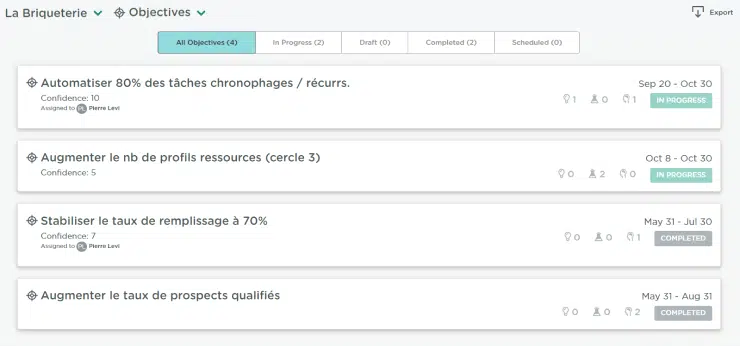 La Briqueterie Objectives Export
All Objectives (4) In Progress (2) Draft (0) Completed (2) Scheduled (0)
Automatiser 80% des tâches chronophages / récurrs. Sep 20 - Oct 30
Confidence: 10 1 0 1 IN PROGRESS
Assigned to PL Pierre Levi
Augmenter le nb de profils ressources (cercle 3) Oct 8 - Oct 30
Confidence: 5 0 2 0 IN PROGRESS
Stabiliser le taux de remplissage à 70% May 31 - Jul 30
Confidence: 7 0 0 1 COMPLETED
Assigned to PL Pierre Levi
Augmenter le taux de prospects qualifiés May 31 - Aug 31
0 0 2 COMPLETED